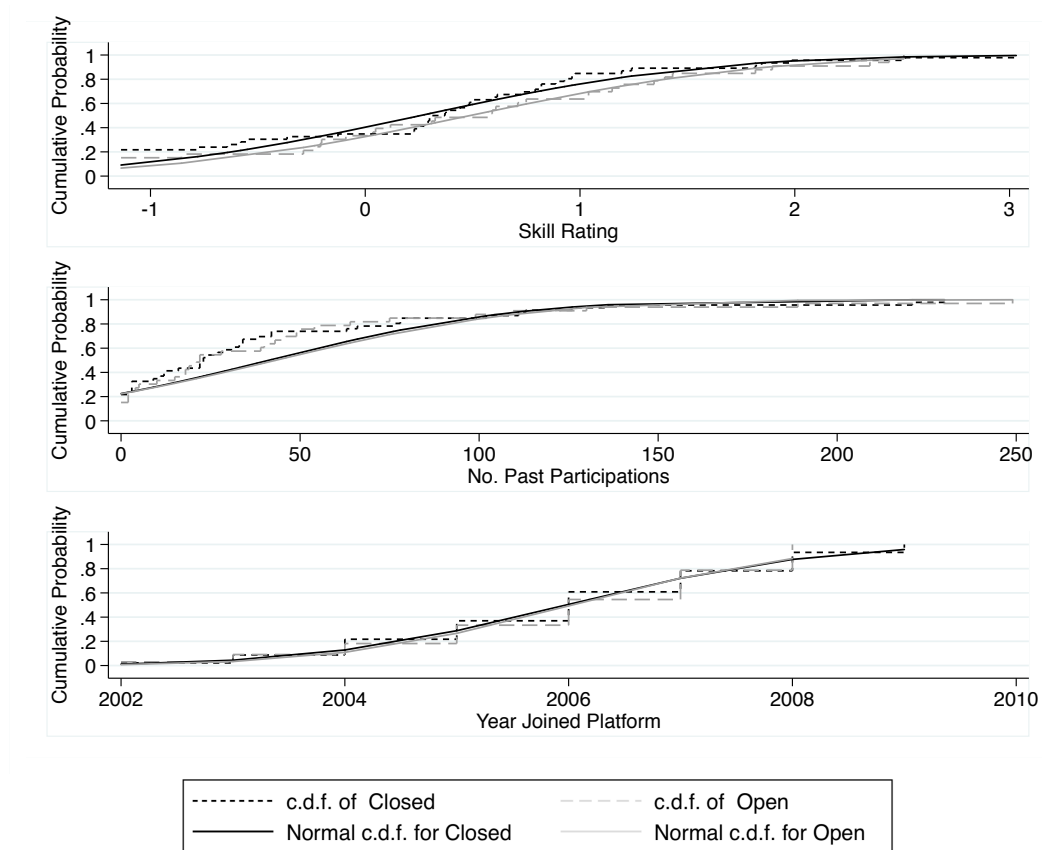 Cumulative Probability
1
.8
.6
.4
.2
0
-1 0 1 2 3
Skill Rating
Cumulative Probability
1
.8
.6
.4
.2
0
0 50 100 150 200 250
No. Past Participations
Cumulative Probability
1
.8
.6
.4
.2
0
2002 2004 2006 2008 2010
Year Joined Platform
c.d.f. of Closed c.d.f. of Open
Normal c.d.f. for Closed Normal c.d.f. for Open